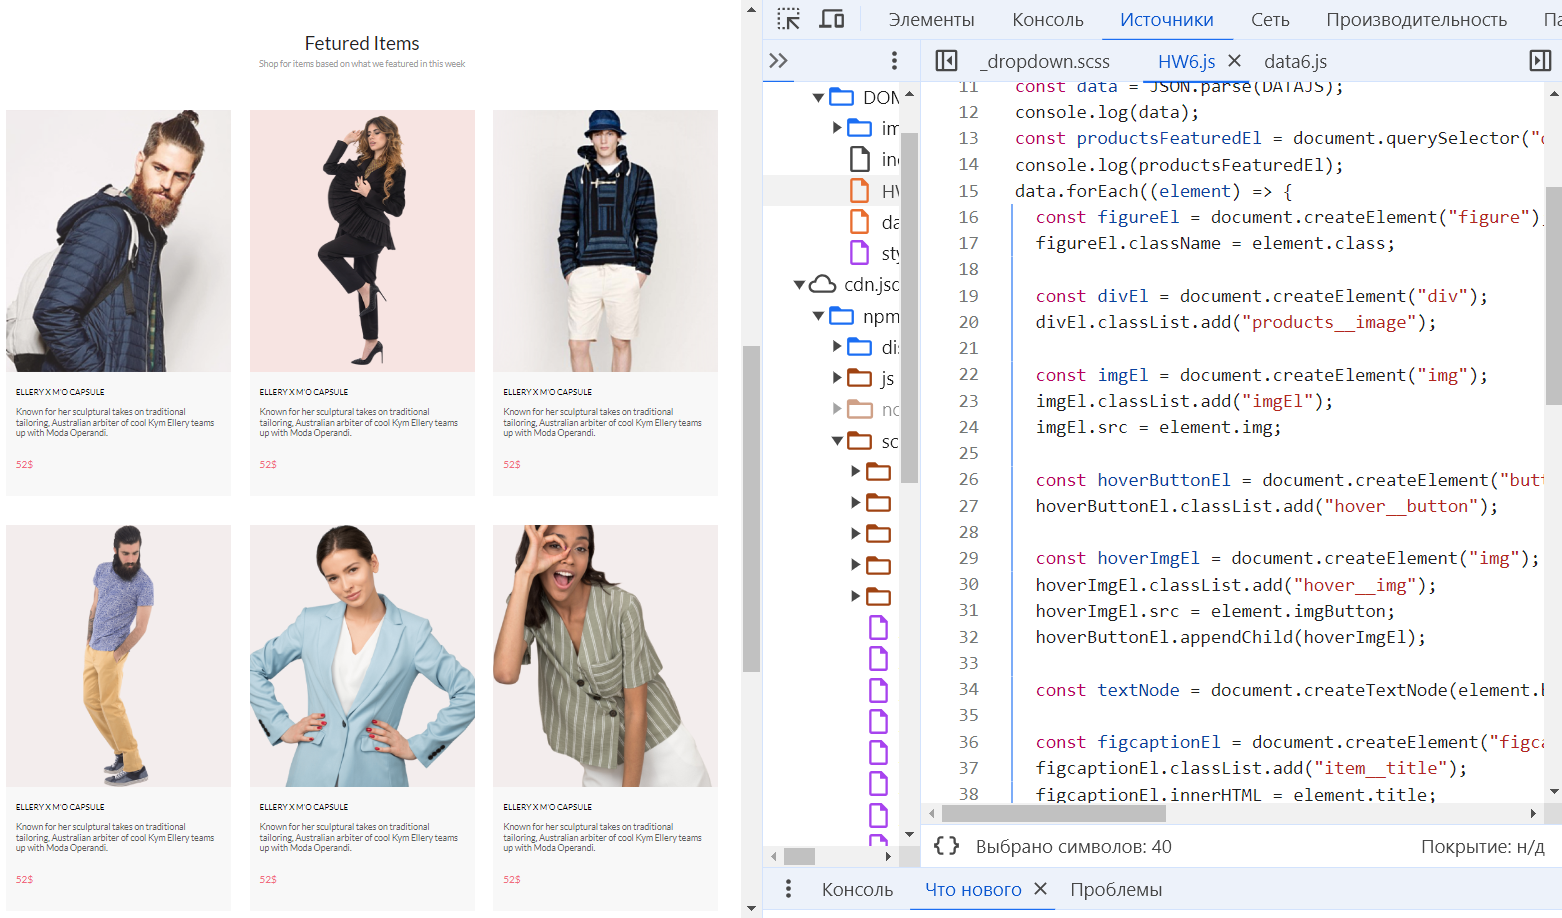 Fetured Items
Shop for items based on what we featured in this week
ELLERY X M'O CAPSULE
Known for her sculptural takes on traditional
tailoring, Australian arbiter of cool Kym Ellery teams
up with Moda Operandi.
52$
ELLERY X M'O CAPSULE
Known for her sculptural takes on traditional
tailoring, Australian arbiter of cool Kym Ellery teams
up with Moda Operandi.
52$
ELLERY X M'O CAPSULE
Known for her sculptural takes on traditional
tailoring, Australian arbiter of cool Kym Ellery teams
up with Moda Operandi.
52$
ELLERY X M'O CAPSULE
Known for her sculptural takes on traditional
tailoring, Australian arbiter of cool Kym Ellery teams
up with Moda Operandi.
52$
ELLERY X M'O CAPSULE
Known for her sculptural takes on traditional
tailoring, Australian arbiter of cool Kym Ellery teams
up with Moda Operandi.
52$
ELLERY X M'O CAPSULE
Known for her sculptural takes on traditional
tailoring, Australian arbiter of cool Kym Ellery teams
up with Moda Operandi.
52$
Элементы Консоль Источники Сеть Производительность Па
_dropdown.scss HW6.js data6.js
DOM
im
in
HW
da
sty
cdn.jsd
npm
dis
js
no
sc
11 const data = JSON.parse(DATAJS);
12 console.log(data);
13 const productsFeaturedEl = document.querySelector("
14 console.log(productsFeaturedEl);
15 data.forEach((element) => {
16 const figureEl = document.createElement("figure")
17 figureEl.className = element.class;
18
19 const divEl = document.createElement("div");
20 divEl.classList.add("products__image");
21
22 const imgEl = document.createElement("img");
23 imgEl.classList.add("imgEl");
24 imgEl.src = element.img;
25
26 const hoverButtonEl = document.createElement("butt
27 hoverButtonEl.classList.add("hover__button");
28
29 const hoverImgEl = document.createElement("img");
30 hoverImgEl.classList.add("hover__img");
31 hoverImgEl.src = element.imgButton;
32 hoverButtonEl.appendChild(hoverImgEl);
33
34 const textNode = document.createTextNode(element.
35
36 const figcaptionEl = document.createElement("figca
37 figcaptionEl.classList.add("item__title");
38 figcaptionEl.innerHTML = element.title;
{} Выбрано символов: 40 Покрытие: н/д
Консоль Что нового Проблемы